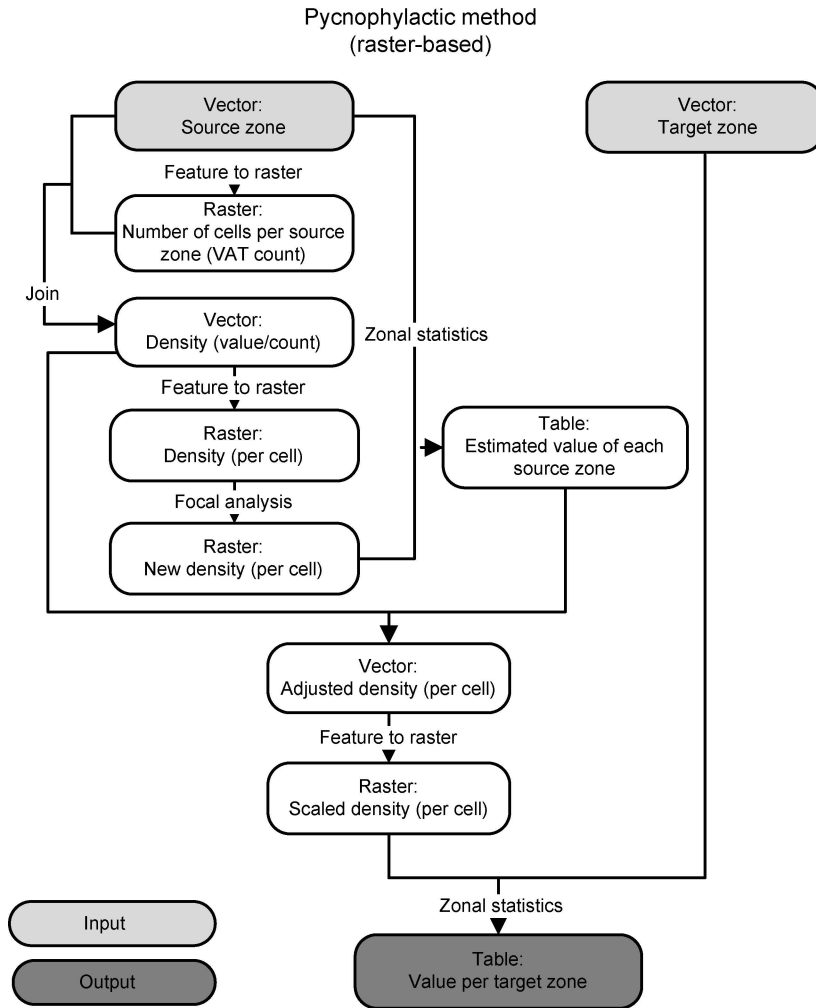 Pycnophylactic method
(raster-based)
Vector:
Source zone
Vector:
Target zone
Feature to raster
Raster:
Number of cells per source
zone (VAT count)
Join
Vector:
Density (value/count)
Zonal statistics
Feature to raster
Raster:
Density (per cell)
Table:
Estimated value of each
source zone
Focal analysis
Raster:
New density (per cell)
Vector:
Adjusted density (per cell)
Feature to raster
Raster:
Scaled density (per cell)
Zonal statistics
Input
Table:
Value per target zone
Output